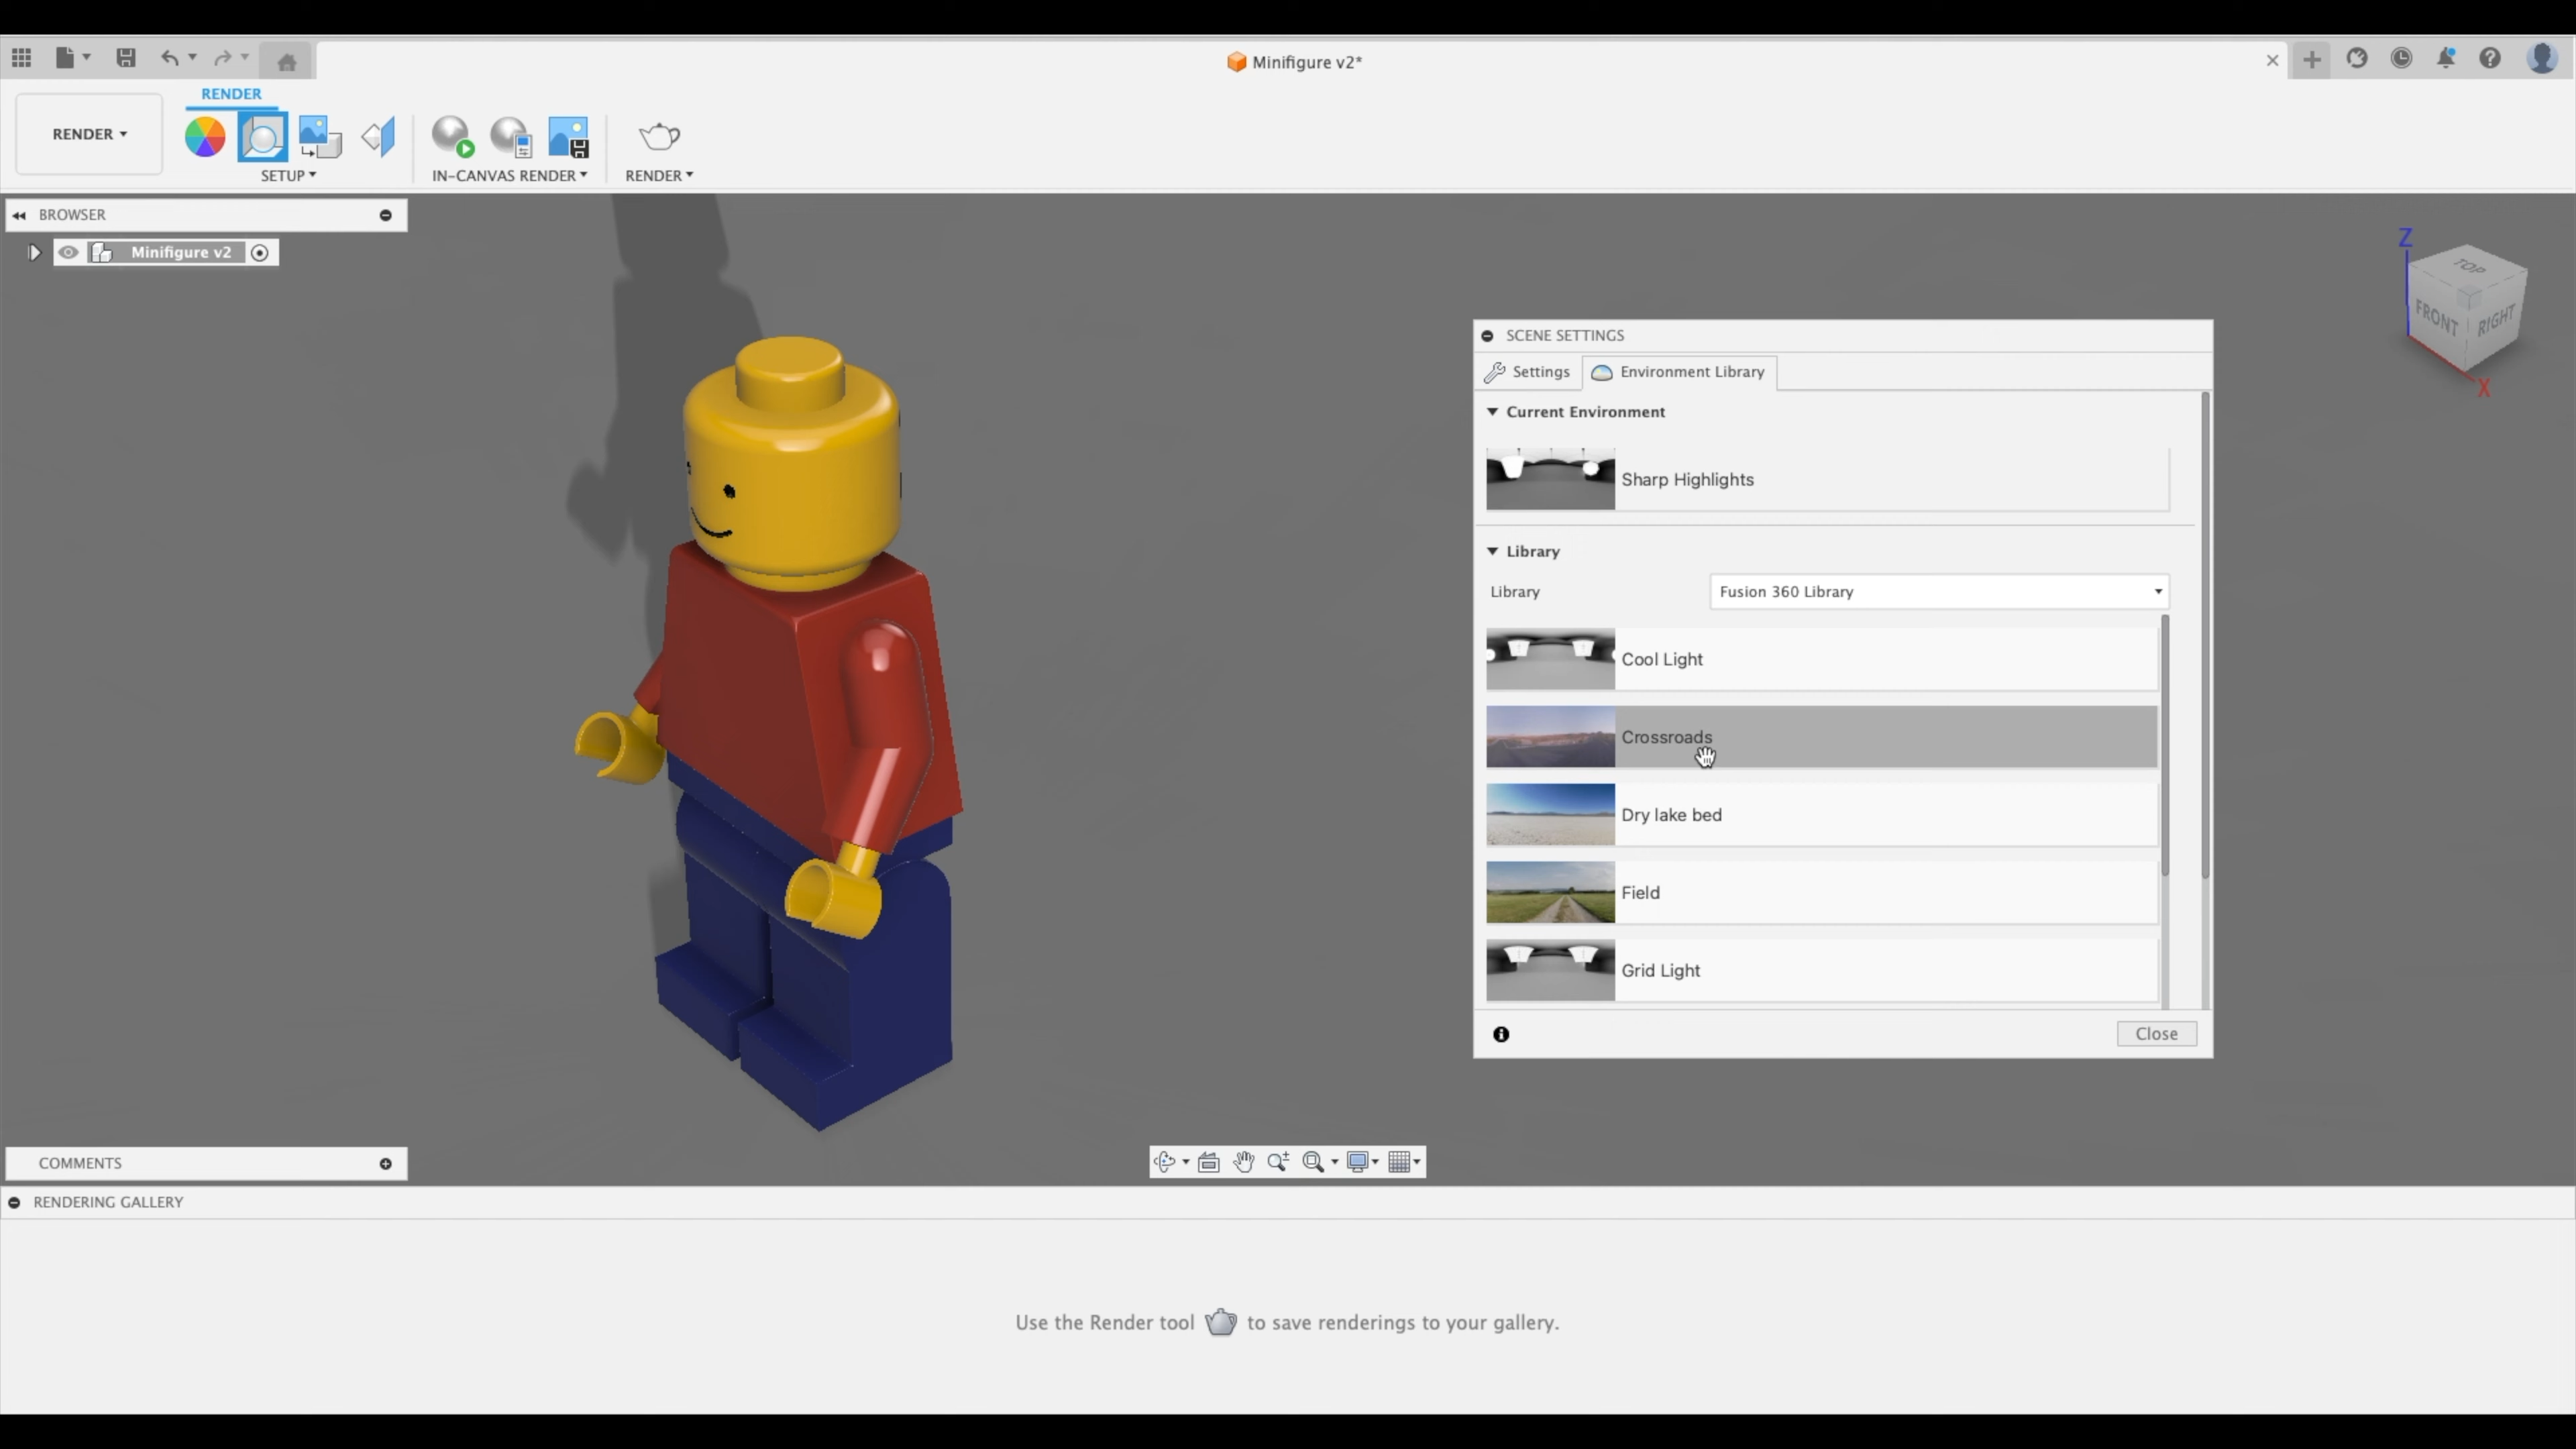 Minifigure v2*
RENDER
RENDER
SETUP
IN-CANVAS RENDER
RENDER
BROWSER
Minifigure v2
Z
TOP
FRONT
RIGHT
X
SCENE SETTINGS
Settings
Environment Library
Current Environment
Sharp Highlights
Library
Library
Fusion 360 Library
Cool Light
Crossroads
Dry lake bed
Field
Grid Light
Close
COMMENTS
RENDERING GALLERY
Use the Render tool to save renderings to your gallery.